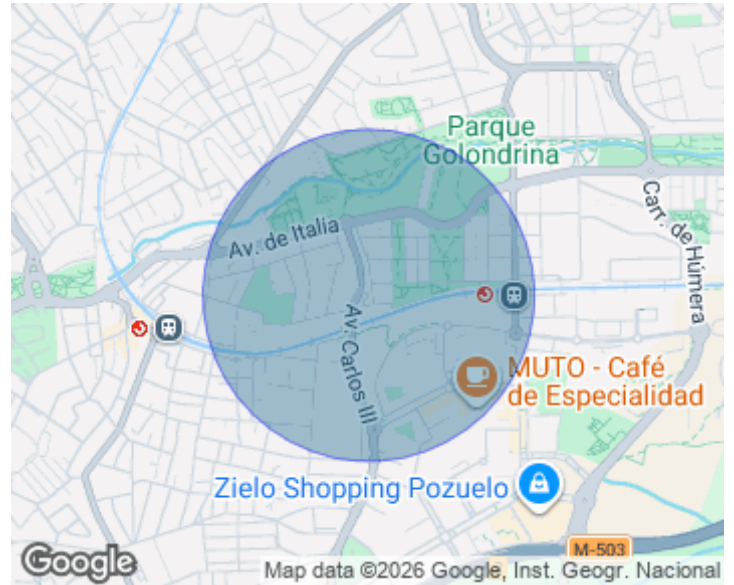 Parque
Golondrina
Av. de Italia
Carr. de Húmera
Av. Carlos III
MUTO - Café
de Especialidad
Zielo Shopping Pozuelo
M-503
Google
Map data ©2026 Google, Inst. Geogr. Nacional